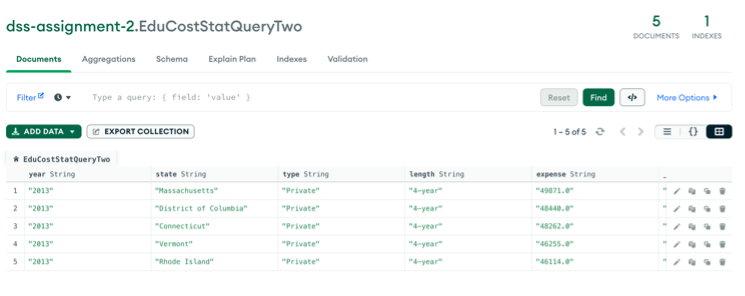 dss-assignment-2.EduCostStatQueryTwo
5 DOCUMENTS 1 INDEXES
Documents Aggregations Schema Explain Plan Indexes Validation
Filter Type a query: { field: 'value' } Reset Find </> More Options
ADD DATA EXPORT COLLECTION 1 – 5 of 5 {}
EduCostStatQueryTwo
year String state String type String length String expense String _
1 "2013" "Massachusetts" "Private" "4-year" "49871.0" "
2 "2013" "District of Columbia" "Private" "4-year" "48440.0" "
3 "2013" "Connecticut" "Private" "4-year" "48262.0" "
4 "2013" "Vermont" "Private" "4-year" "46255.0" "
5 "2013" "Rhode Island" "Private" "4-year" "46114.0" "